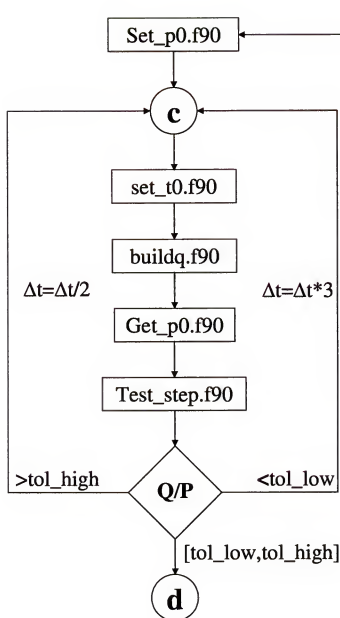 Set_p0.f90
c
set_t0.f90
buildq.f90
Δt=Δt/2
Δt=Δt*3
Get_p0.f90
Test_step.f90
>tol_high
Q/P
<tol_low
[tol_low,tol_high]
d